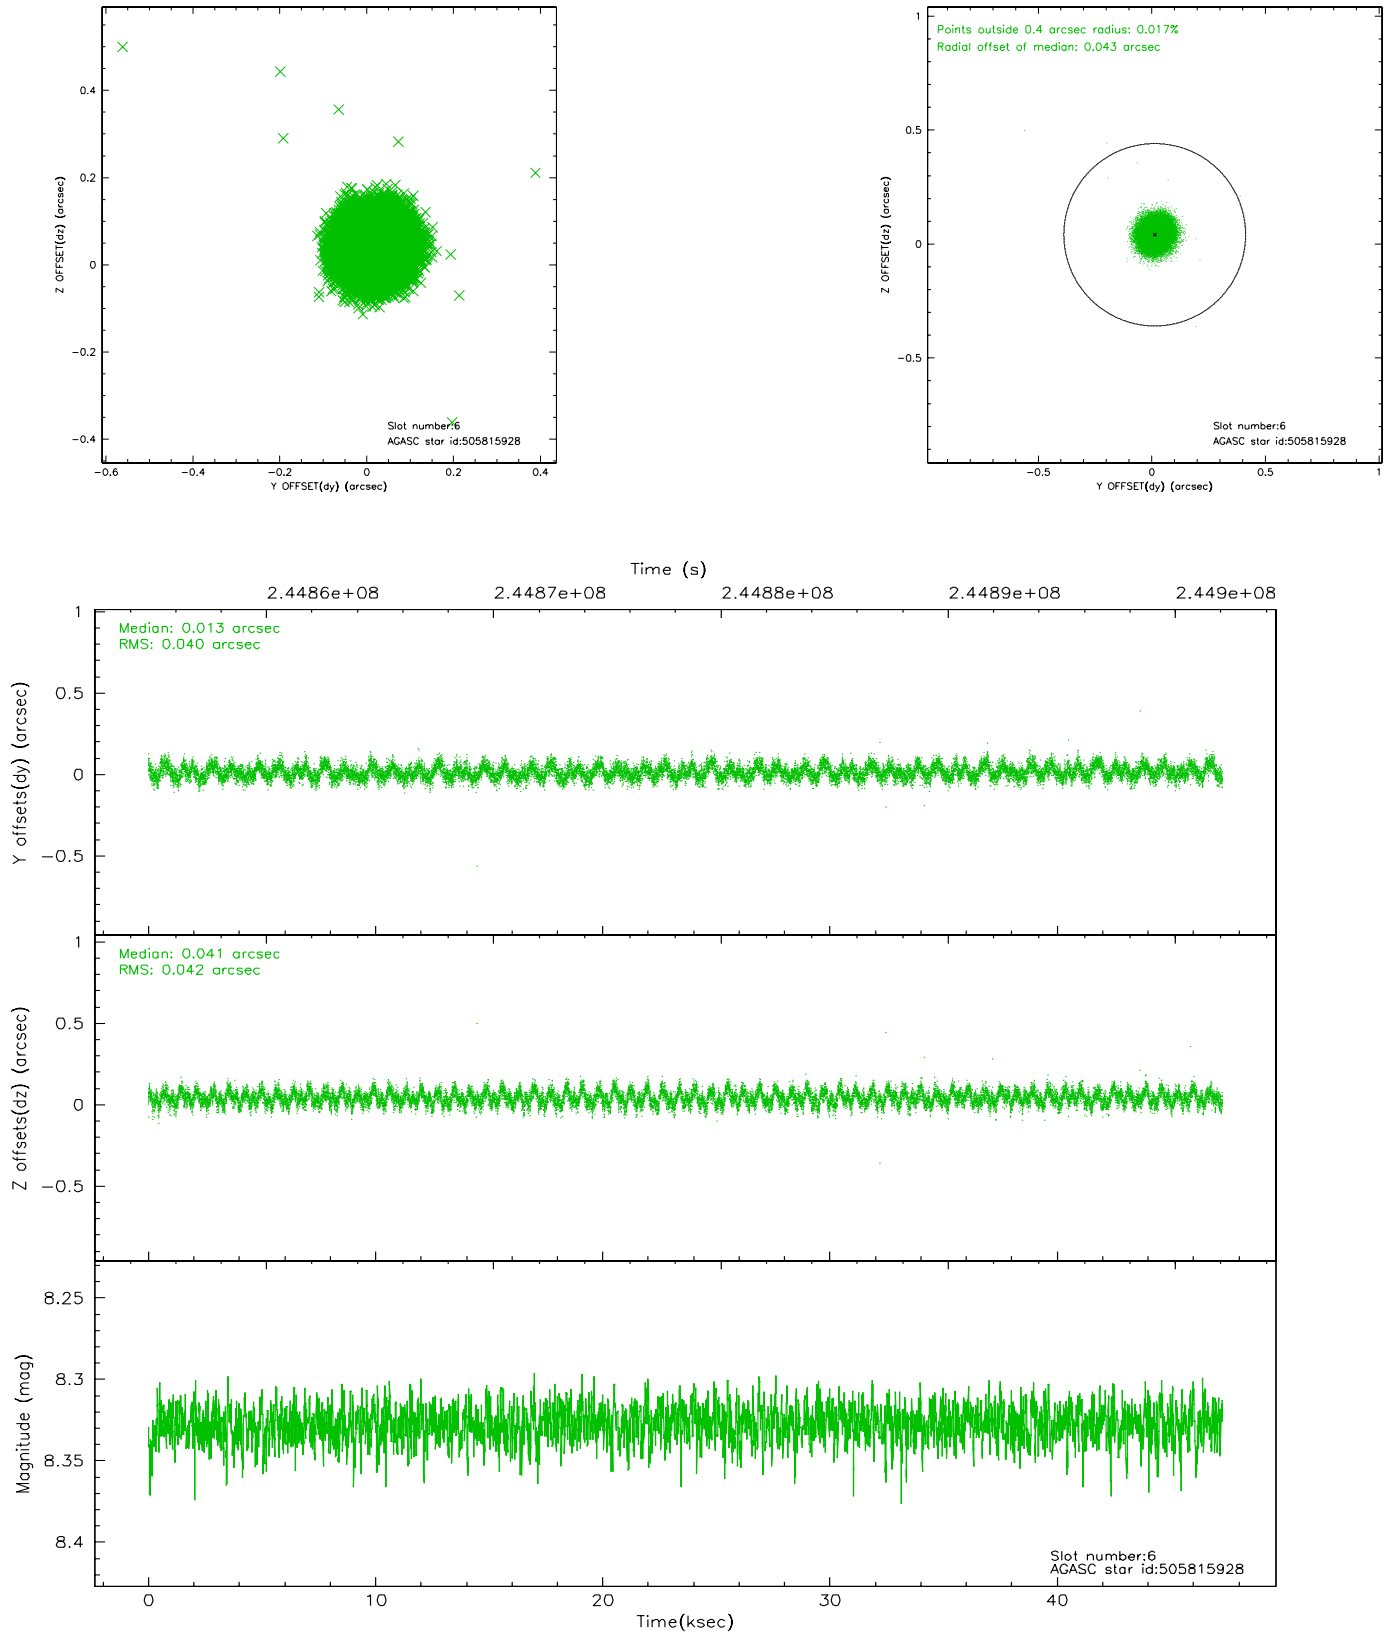 0.4
0.2
0
−0.2
−0.4
Z OFFSET(dz) (arcsec)
Slot number:6
AGASC star id:505815928
−0.6 −0.4 −0.2 0 0.2 0.4
Y OFFSET(dy) (arcsec)
Points outside 0.4 arcsec radius: 0.017%
Radial offset of median: 0.043 arcsec
1
0.5
0
−0.5
Z OFFSET(dz) (arcsec)
Slot number:6
AGASC star id:505815928
−0.5 0 0.5 1
Y OFFSET(dy) (arcsec)
Time (s)
2.4486e+08 2.4487e+08 2.4488e+08 2.4489e+08 2.449e+08
Median: 0.013 arcsec
RMS: 0.040 arcsec
1
0.5
0
−0.5
Y offsets(dy) (arcsec)
Median: 0.041 arcsec
RMS: 0.042 arcsec
1
0.5
0
−0.5
Z offsets(dz) (arcsec)
8.25
8.3
8.35
8.4
Magnitude (mag)
Slot number:6
AGASC star id:505815928
0 10 20 30 40
Time(ksec)